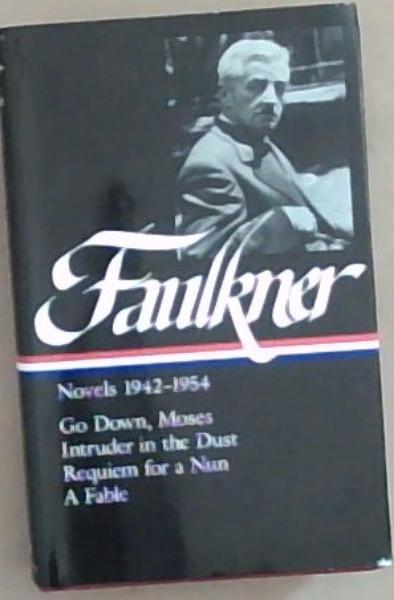 Faulkner
Novels 1942–1954
Go Down, Moses
Intruder in the Dust
Requiem for a Nun
A Fable